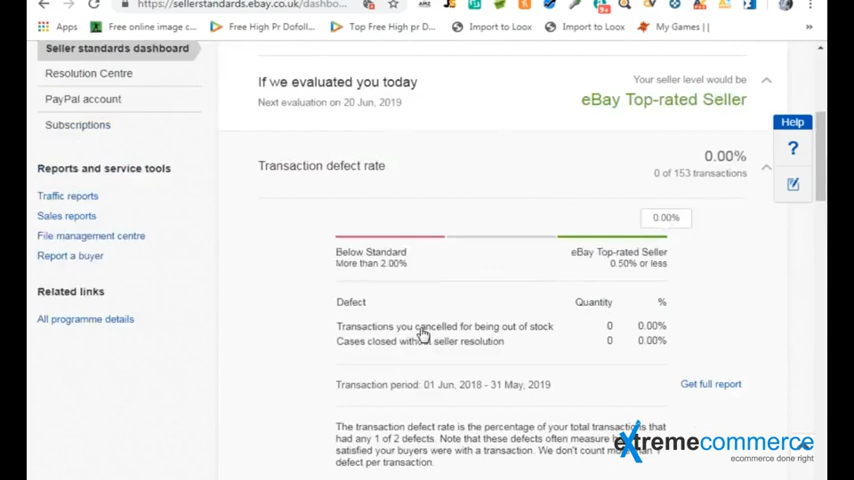 https://sellerstandards.ebay.co.uk/dashbo...
Apps
Free online image c...
Free High Pr Dofoll...
Top Free High pr D...
Import to Loox
Import to Loox
My Games ||
»
Seller standards dashboard
Resolution Centre
PayPal account
Subscriptions
Reports and service tools
Traffic reports
Sales reports
File management centre
Report a buyer
Related links
All programme details
If we evaluated you today
Next evaluation on 20 Jun, 2019
Your seller level would be
eBay Top-rated Seller
Help
?
Transaction defect rate
0.00%
0 of 153 transactions
0.00%
Below Standard
More than 2.00%
eBay Top-rated Seller
0.50% or less
Defect Quantity %
Transactions you cancelled for being out of stock 0 0.00%
Cases closed without seller resolution 0 0.00%
Transaction period: 01 Jun, 2018 - 31 May, 2019
Get full report
The transaction defect rate is the percentage of your total transactions that
had any 1 of 2 defects. Note that these defects often measure
satisfied your buyers were with a transaction. We don't count more than 1
defect per transaction.
extremecommerce
ecommerce done right